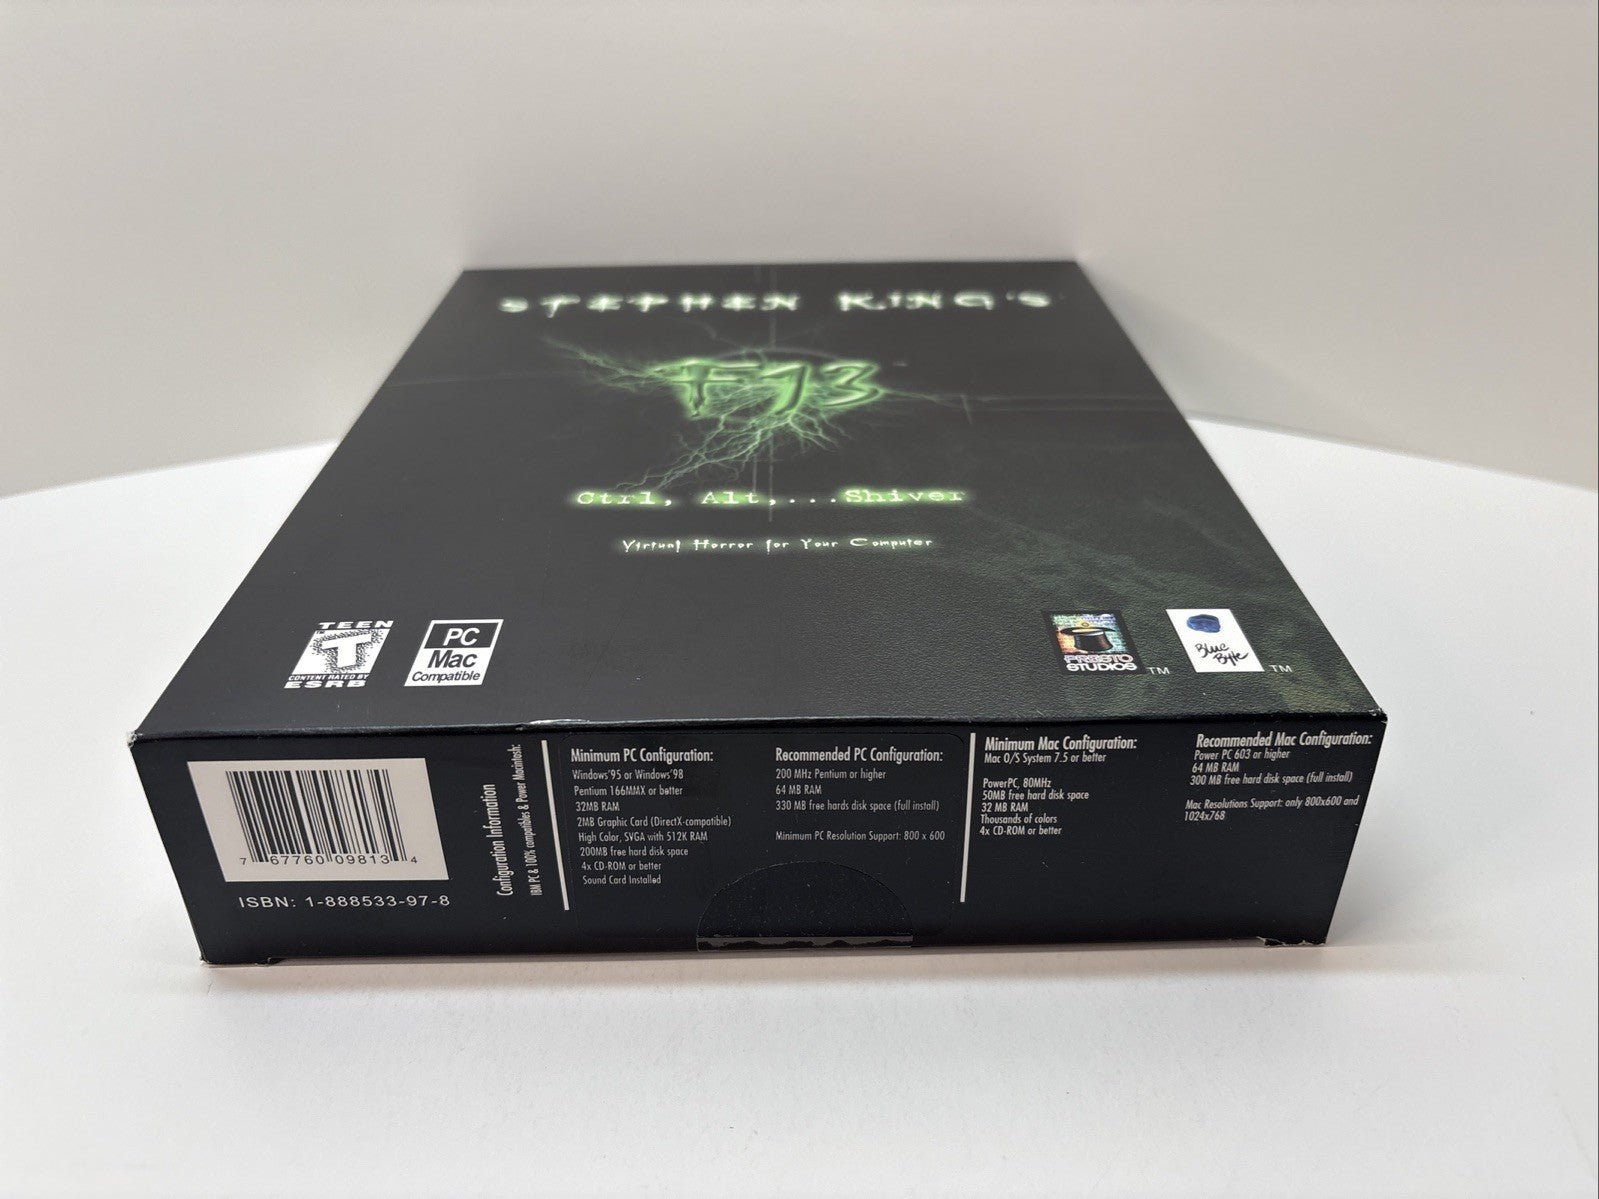 STEPHEN KING'S
F13
Ctrl, Alt,...Shiver
Virtual Horror for Your Computer
TEEN
T
CONTENT RATED BY
ESRB
PC
Mac
Compatible
PRESTO
STUDIOS
TM
Blue
Byte
TM
7 67760 09813 4
ISBN: 1-888533-97-8
Configuration Information
IBM PC & 100% compatibles & Power Macintosh:
Minimum PC Configuration:
Windows'95 or Windows'98
Pentium 166MMX or better
32MB RAM
2MB Graphic Card (DirectX-compatible)
High Color, SVGA with 512K RAM
200MB free hard disk space
4x CD-ROM or better
Sound Card Installed
Recommended PC Configuration:
200 MHz Pentium or higher
64 MB RAM
330 MB free hards disk space (full install)
Minimum PC Resolution Support: 800 x 600
Minimum Mac Configuration:
Mac O/S System 7.5 or better
PowerPC, 80MHz
50MB free hard disk space
32 MB RAM
Thousands of colors
4x CD-ROM or better
Recommended Mac Configuration:
Power PC 603 or higher
64 MB RAM
300 MB free hard disk space (full install)
Mac Resolutions Support: only 800x600 and
1024x768